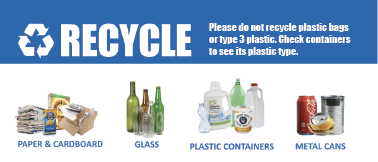 RECYCLE
Please do not recycle plastic bags
or type 3 plastic. Check containers
to see its plastic type.
PAPER & CARDBOARD
GLASS
PLASTIC CONTAINERS
METAL CANS